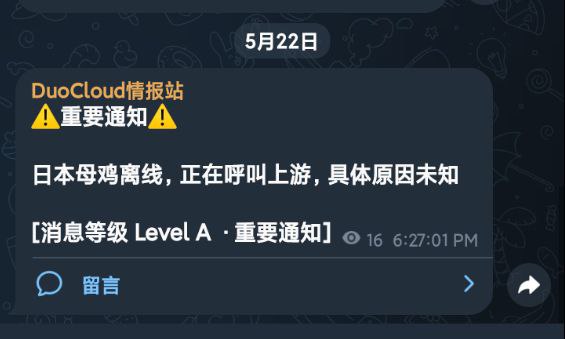 5月22日
DuoCloud情报站
⚠️重要通知⚠️
日本母鸡离线，正在呼叫上游，具体原因未知
[消息等级 Level A · 重要通知]
16 6:27:01 PM
留言